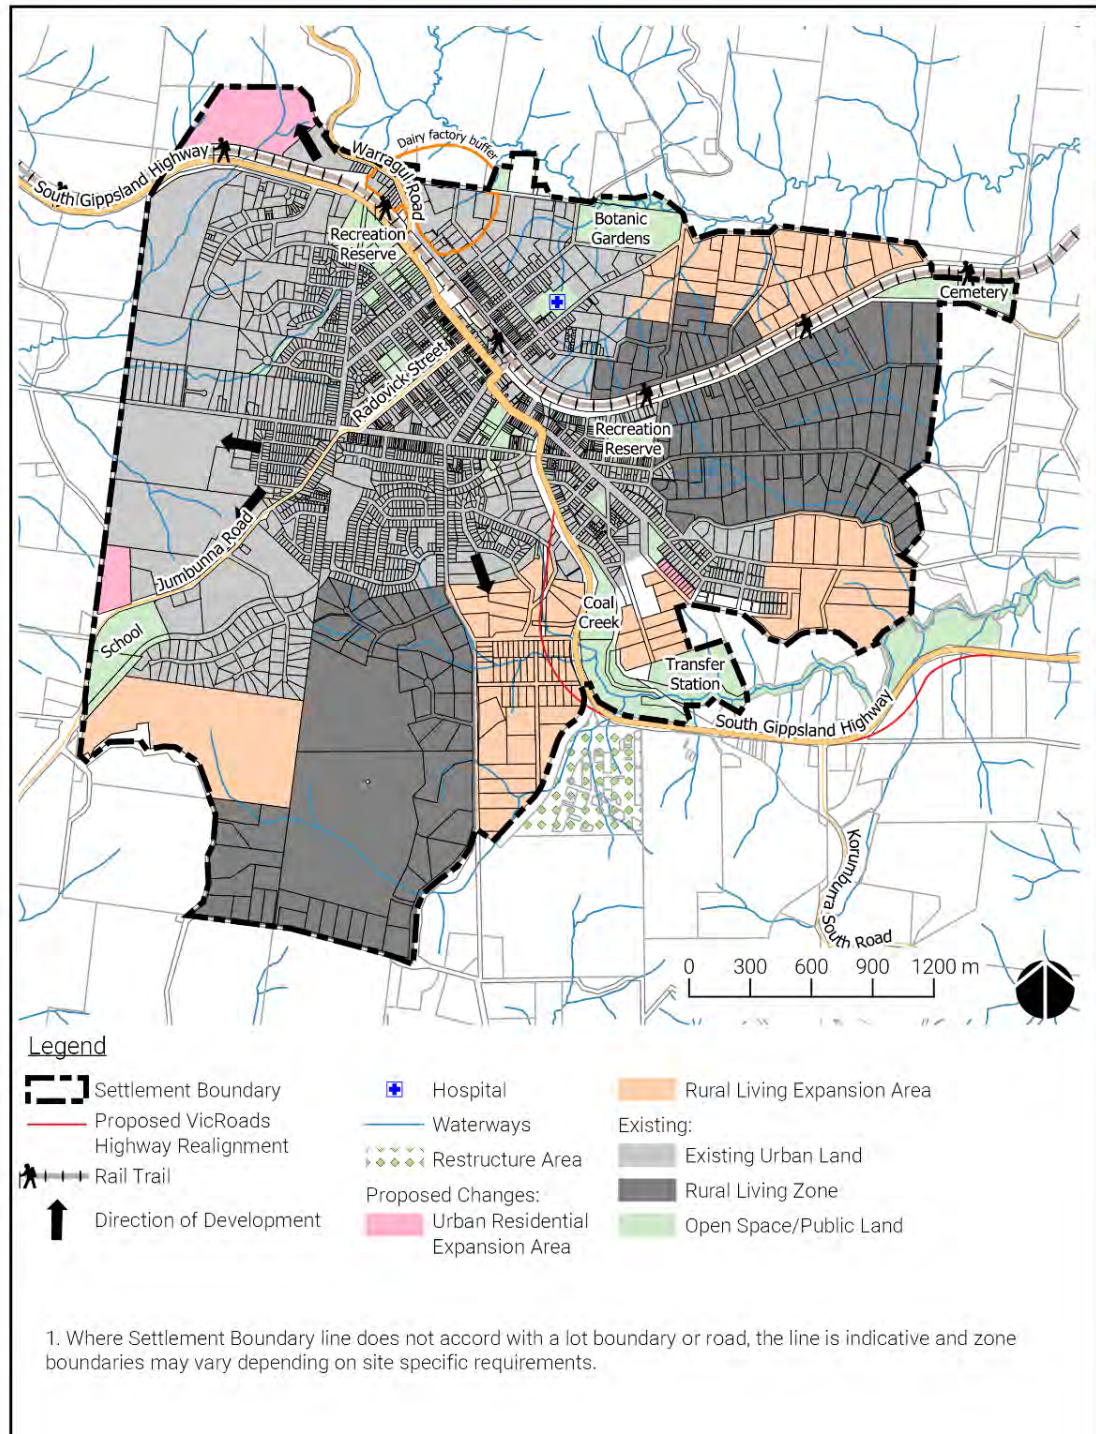 Dairy factory buffer
Warragul Road
South Gippsland Highway
Botanic
Gardens
Recreation
Reserve
Cemetery
Radovick Street
Recreation
Reserve
Jumbunna Road
School
Coal
Creek
Transfer
Station
South Gippsland Highway
Korumburra South Road
0 300 600 900 1200 m
Legend
Settlement Boundary
Proposed VicRoads
Highway Realignment
Rail Trail
Direction of Development
Hospital
Waterways
Restructure Area
Proposed Changes:
Urban Residential
Expansion Area
Rural Living Expansion Area
Existing:
Existing Urban Land
Rural Living Zone
Open Space/Public Land
1. Where Settlement Boundary line does not accord with a lot boundary or road, the line is indicative and zone
boundaries may vary depending on site specific requirements.